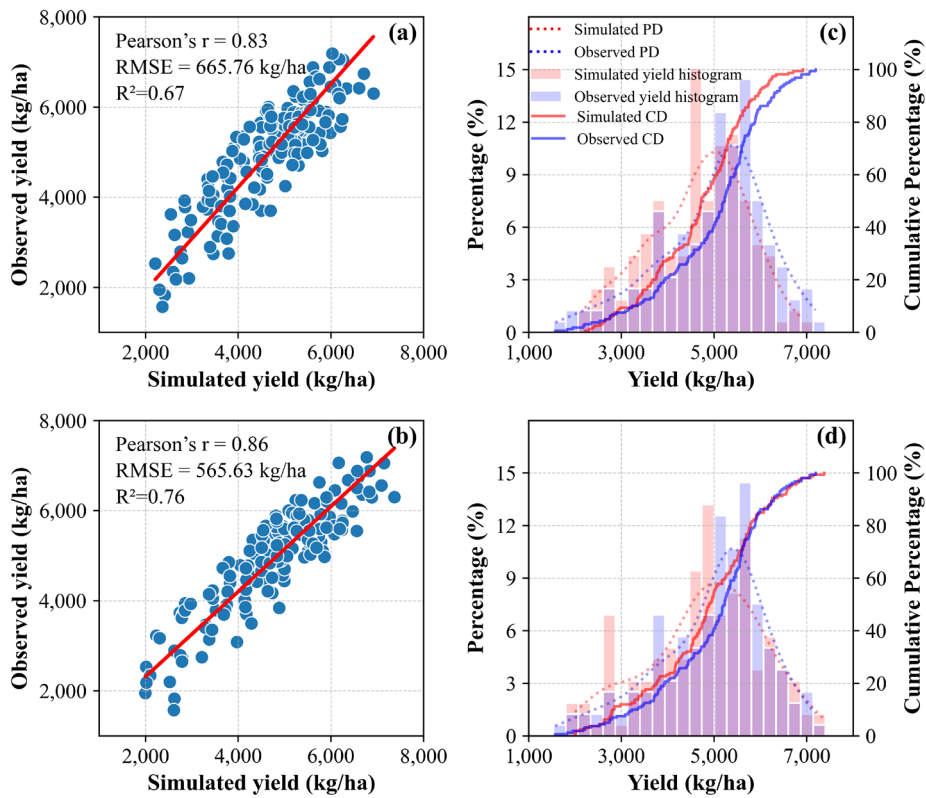 8,000
6,000
4,000
2,000
Observed yield (kg/ha)
(a)
Pearson’s r = 0.83
RMSE = 665.76 kg/ha
R²=0.67
2,000 4,000 6,000 8,000
Simulated yield (kg/ha)
(c)
Simulated PD
Observed PD
Simulated yield histogram
Observed yield histogram
Simulated CD
Observed CD
15
12
9
6
3
0
Percentage (%)
100
80
60
40
20
0
Cumulative Percentage (%)
1,000 3,000 5,000 7,000
Yield (kg/ha)
8,000
6,000
4,000
2,000
Observed yield (kg/ha)
(b)
Pearson’s r = 0.86
RMSE = 565.63 kg/ha
R²=0.76
2,000 4,000 6,000 8,000
Simulated yield (kg/ha)
(d)
15
12
9
6
3
0
Percentage (%)
100
80
60
40
20
0
Cumulative Percentage (%)
1,000 3,000 5,000 7,000
Yield (kg/ha)